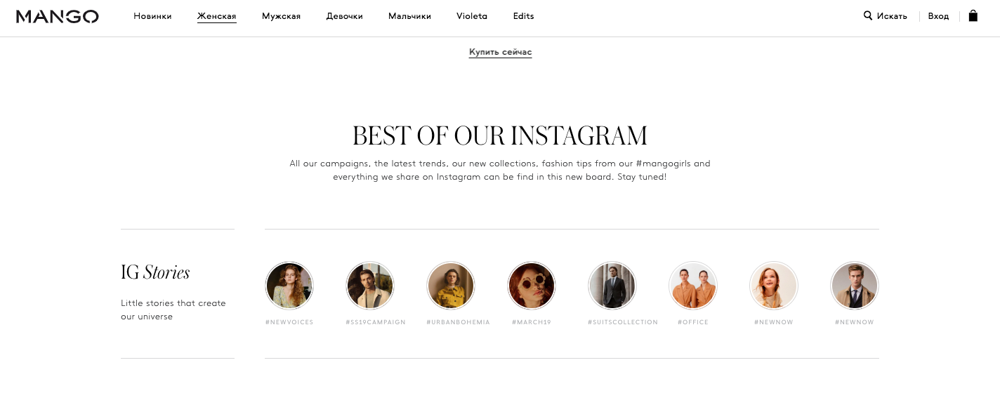 MANGO
Новинки Женская Мужская Девочки Мальчики Violeta Edits
Искать Вход
Купить сейчас
BEST OF OUR INSTAGRAM
All our campaigns, the latest trends, our new collections, fashion tips from our #mangogirls and
everything we share on Instagram can be find in this new board. Stay tuned!
IG Stories
Little stories that create
our universe
#NEWVOICES #SS19CAMPAIGN #URBANBOHEMIA #MARCH19 #SUITSCOLLECTION #OFFICE #NEWNOW #NEWNOW